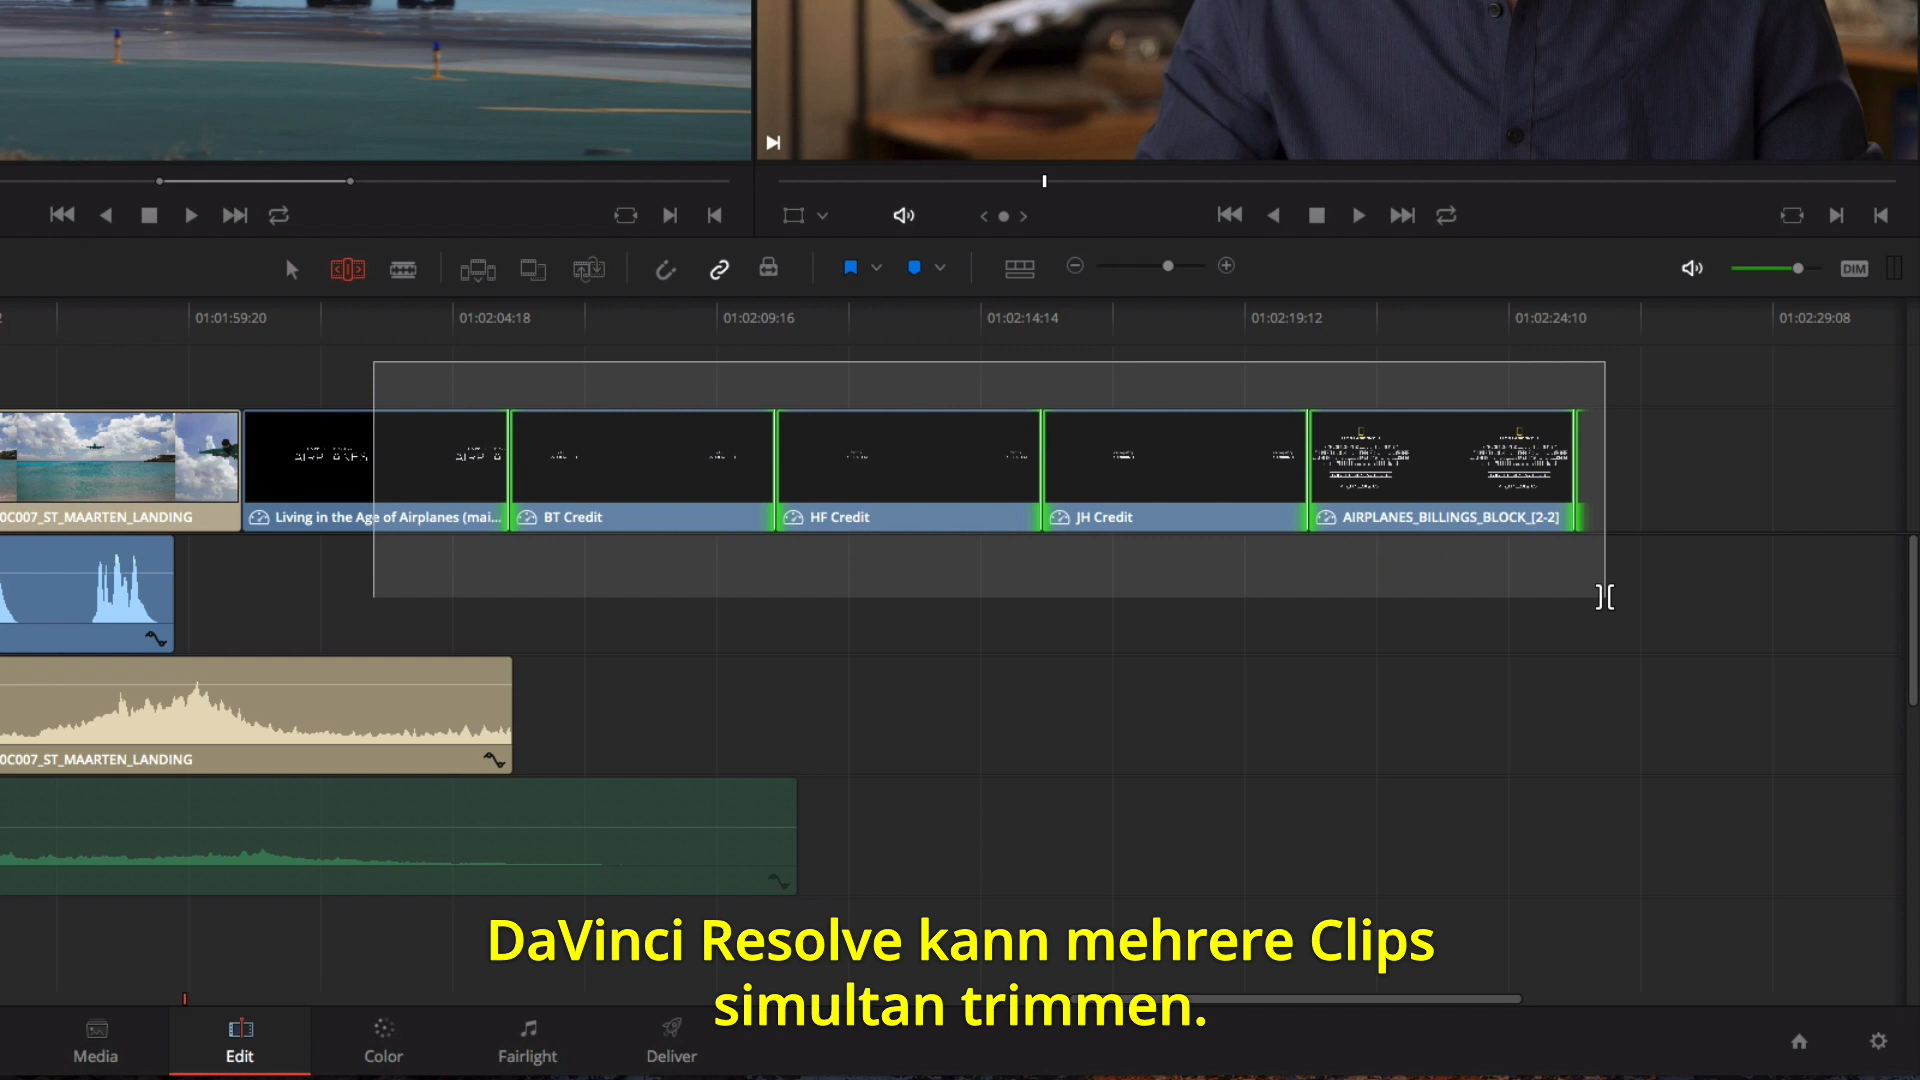 DIM
01:01:59:20
01:02:04:18
01:02:09:16
01:02:14:14
01:02:19:12
01:02:24:10
01:02:29:08
0C007_ST_MAARTEN_LANDING
Living in the Age of Airplanes (mai...
BT Credit
HF Credit
JH Credit
AIRPLANES_BILLINGS_BLOCK_[2-2]
0C007_ST_MAARTEN_LANDING
DaVinci Resolve kann mehrere Clips
simultan trimmen.
Media
Edit
Color
Fairlight
Deliver